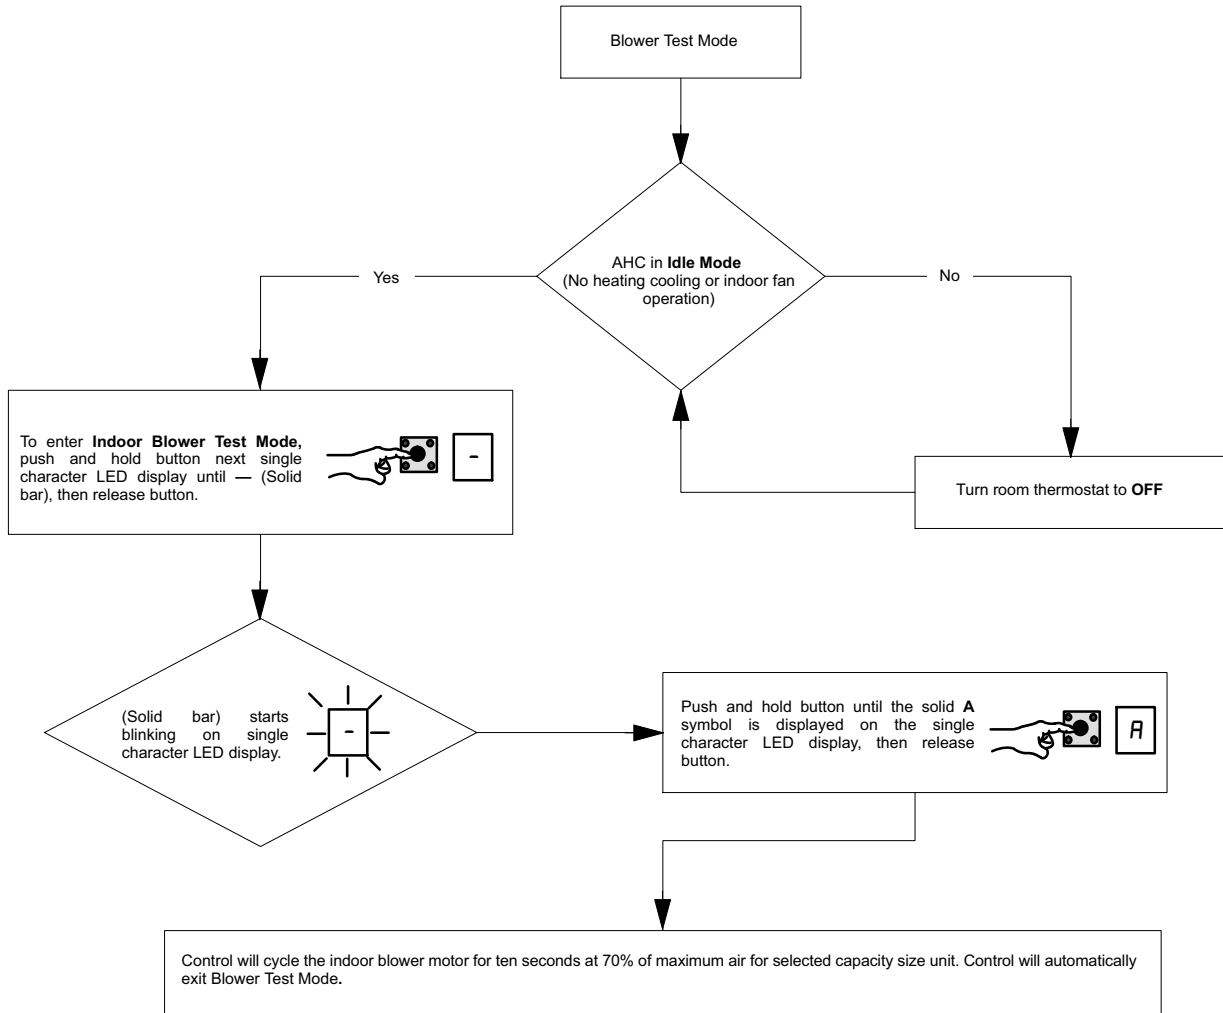 Blower Test Mode
AHC in Idle Mode
(No heating cooling or indoor fan
operation)
Yes
No
To enter Indoor Blower Test Mode,
push and hold button next single
character LED display until — (Solid
bar), then release button.
-
Turn room thermostat to OFF
(Solid bar) starts
blinking on single
character LED display.
-
Push and hold button until the solid A
symbol is displayed on the single
character LED display, then release
button.
A
Control will cycle the indoor blower motor for ten seconds at 70% of maximum air for selected capacity size unit. Control will automatically
exit Blower Test Mode.